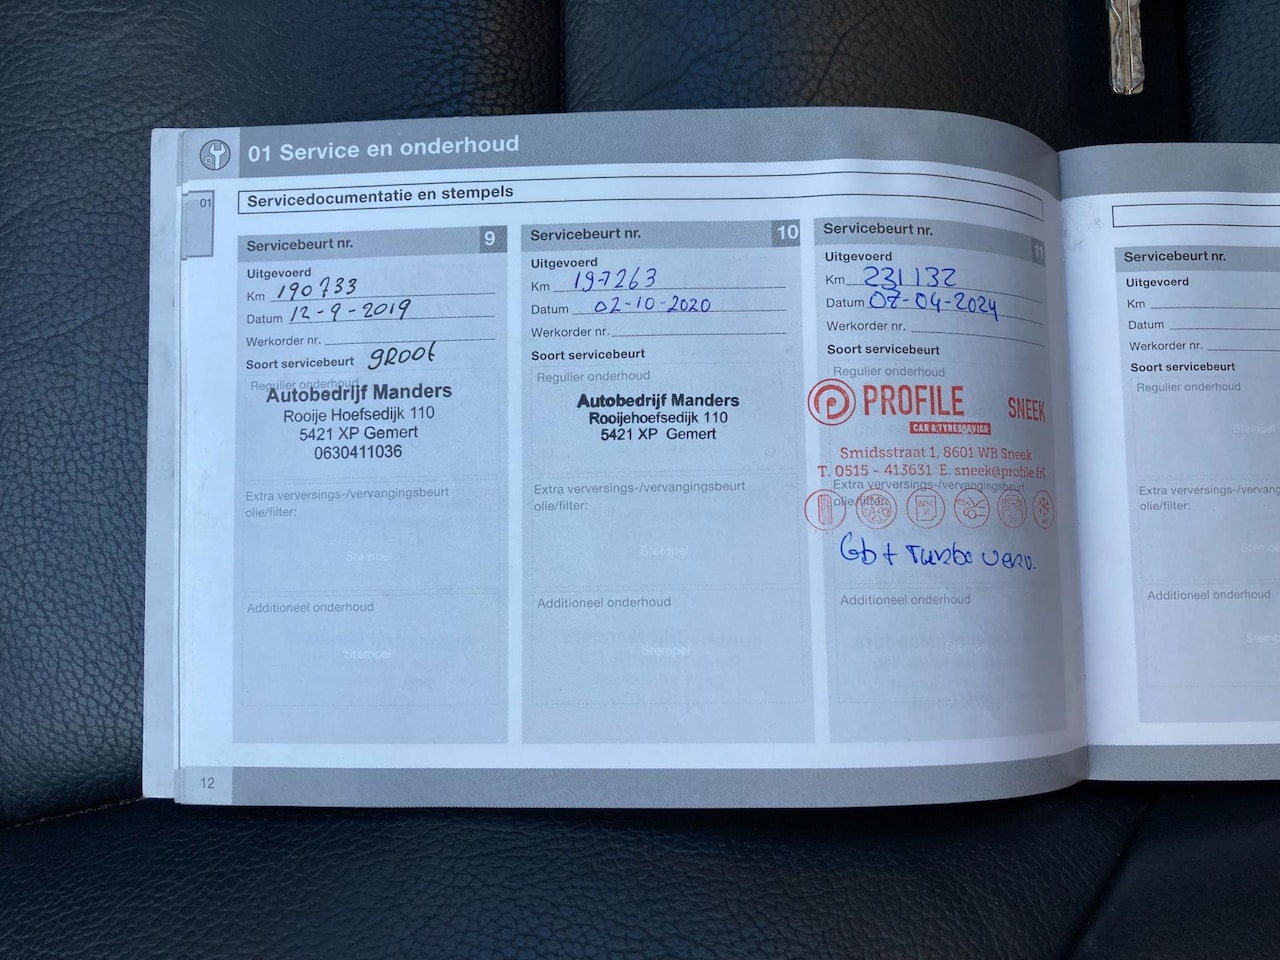 01 Service en onderhoud
01
Servicedocumentatie en stempels
Servicebeurt nr. 9
Uitgevoerd
Km 190733
Datum 12-9-2019
Werkorder nr.
Soort servicebeurt groot
Regulier onderhoud
Autobedrijf Manders
Rooije Hoefsedijk 110
5421 XP Gemert
0630411036
Extra verversings-/vervangingsbeurt
olie/filter:
Stempel
Additioneel onderhoud
Stempel
Servicebeurt nr. 10
Uitgevoerd
Km 197263
Datum 02-10-2020
Werkorder nr.
Soort servicebeurt
Regulier onderhoud
Autobedrijf Manders
Rooijehoefsedijk 110
5421 XP Gemert
Extra verversings-/vervangingsbeurt
olie/filter:
Stempel
Additioneel onderhoud
Stempel
Servicebeurt nr. 11
Uitgevoerd
Km 231132
Datum 08-04-2024
Werkorder nr.
Soort servicebeurt
Regulier onderhoud
PROFILE SNEEK
CAR & TYRESERVICE
Smidsstraat 1, 8601 WB Sneek
T. 0515 - 413631 E. sneek@profile.nl
Extra verversings-/vervangingsbeurt
olie/filter:
Gb + Turbo verv.
Additioneel onderhoud
Stempel
12
Servicebeurt nr.
Uitgevoerd
Km
Datum
Werkorder nr.
Soort servicebeurt
Regulier onderhoud
Stempel
Extra verversings-/vervang
olie/filter:
Stempel
Additioneel onderhoud
Stemp